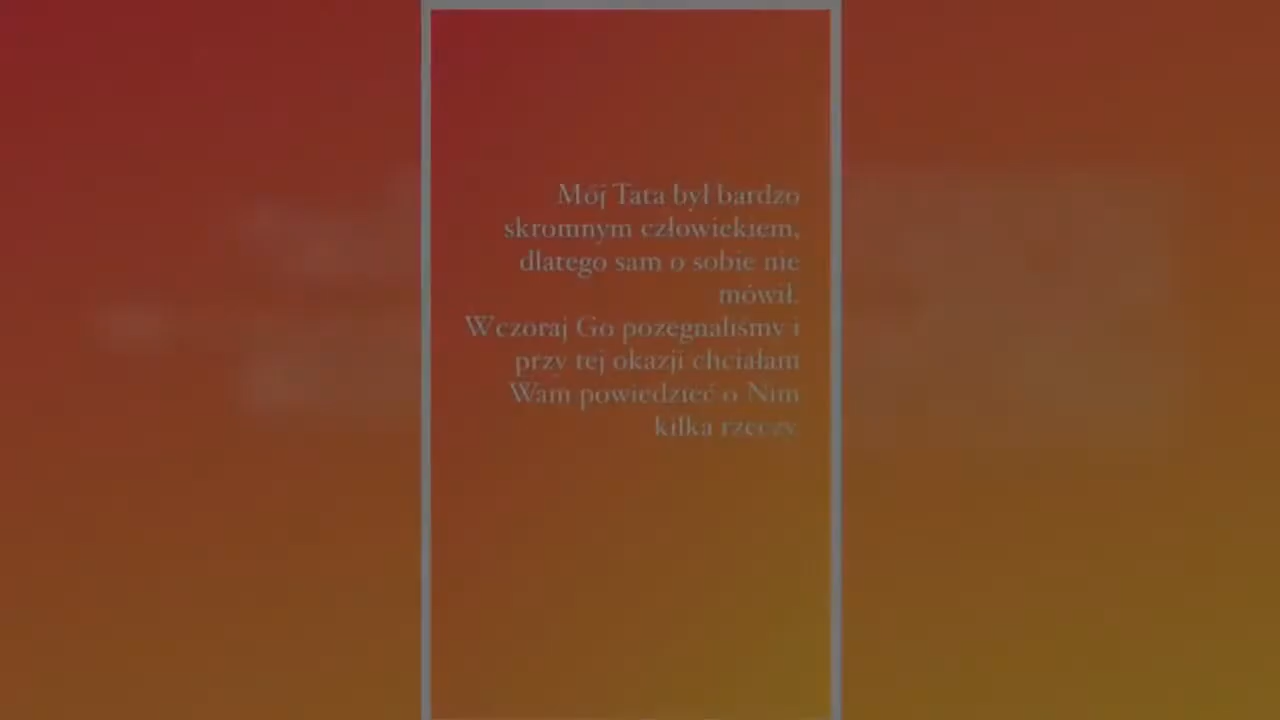 Mój Tata był bardzo
skromnym człowiekiem,
dlatego sam o sobie nie
mówił.
Wczoraj Go pożegnaliśmy i
przy tej okazji chciałam
Wam powiedzieć o Nim
kilka rzeczy.